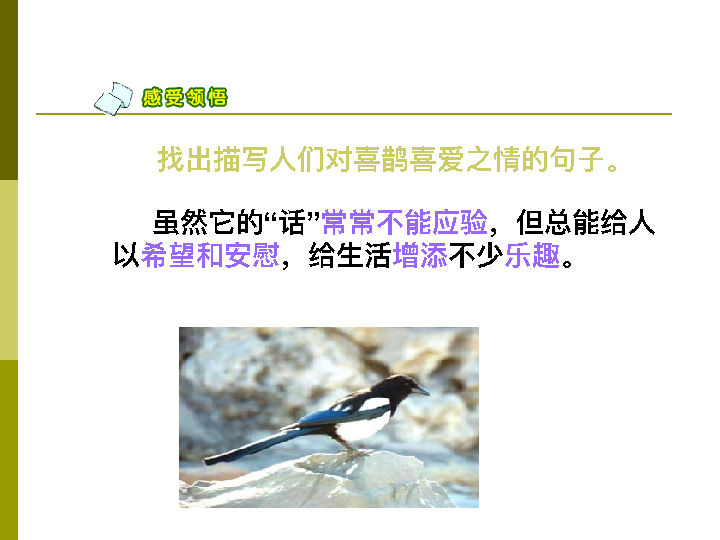 感受领悟
找出描写人们对喜鹊喜爱之情的句子。
虽然它的“话”常常不能应验，但总能给人
以希望和安慰，给生活增添不少乐趣。